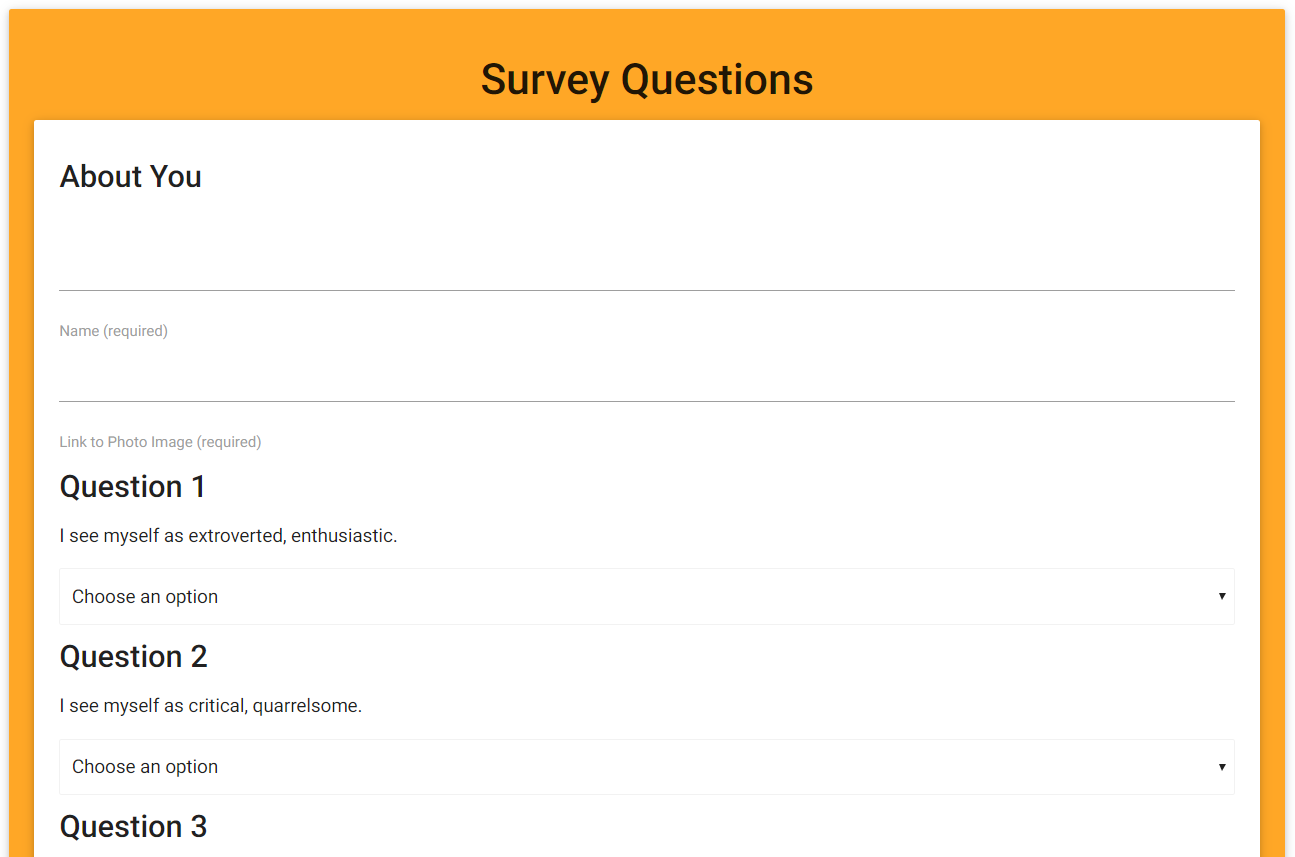 Survey Questions
About You
Name (required)
Link to Photo Image (required)
Question 1
I see myself as extroverted, enthusiastic.
Choose an option
Question 2
I see myself as critical, quarrelsome.
Choose an option
Question 3